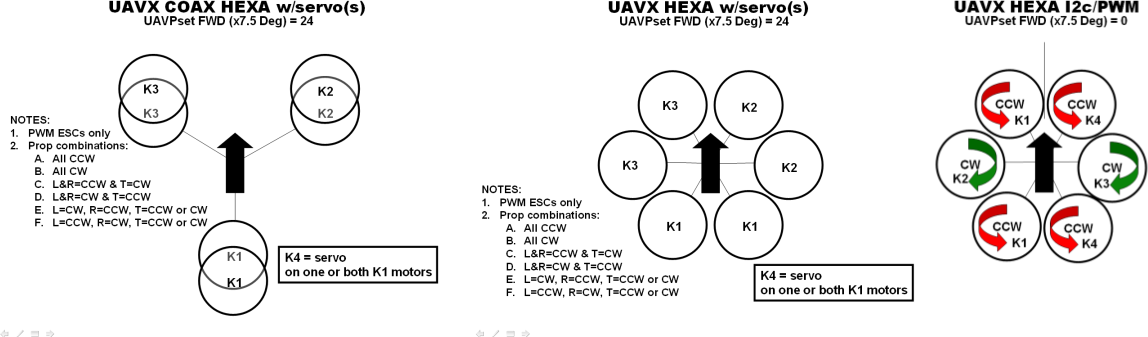 UAVX COAX HEXA w/servo(s)
UAVPset FWD (x7.5 Deg) = 24
K3
K3
K2
K2
NOTES:
1. PWM ESCs only
2. Prop combinations:
A. All CCW
B. All CW
C. L&R=CCW & T=CW
D. L&R=CW & T=CCW
E. L=CW, R=CCW, T=CCW or CW
F. L=CCW, R=CW, T=CCW or CW
K1
K1
K4 = servo
on one or both K1 motors
UAVX HEXA w/servo(s)
UAVPset FWD (x7.5 Deg) = 24
K3
K2
K3
K2
K1
K1
NOTES:
1. PWM ESCs only
2. Prop combinations:
A. All CCW
B. All CW
C. L&R=CCW & T=CW
D. L&R=CW & T=CCW
E. L=CW, R=CCW, T=CCW or CW
F. L=CCW, R=CW, T=CCW or CW
K4 = servo
on one or both K1 motors
UAVX HEXA I2c/PWM
UAVPset FWD (x7.5 Deg) = 0
CCW
K1
CCW
K4
CW
K2
CW
K3
CCW
K1
CCW
K4